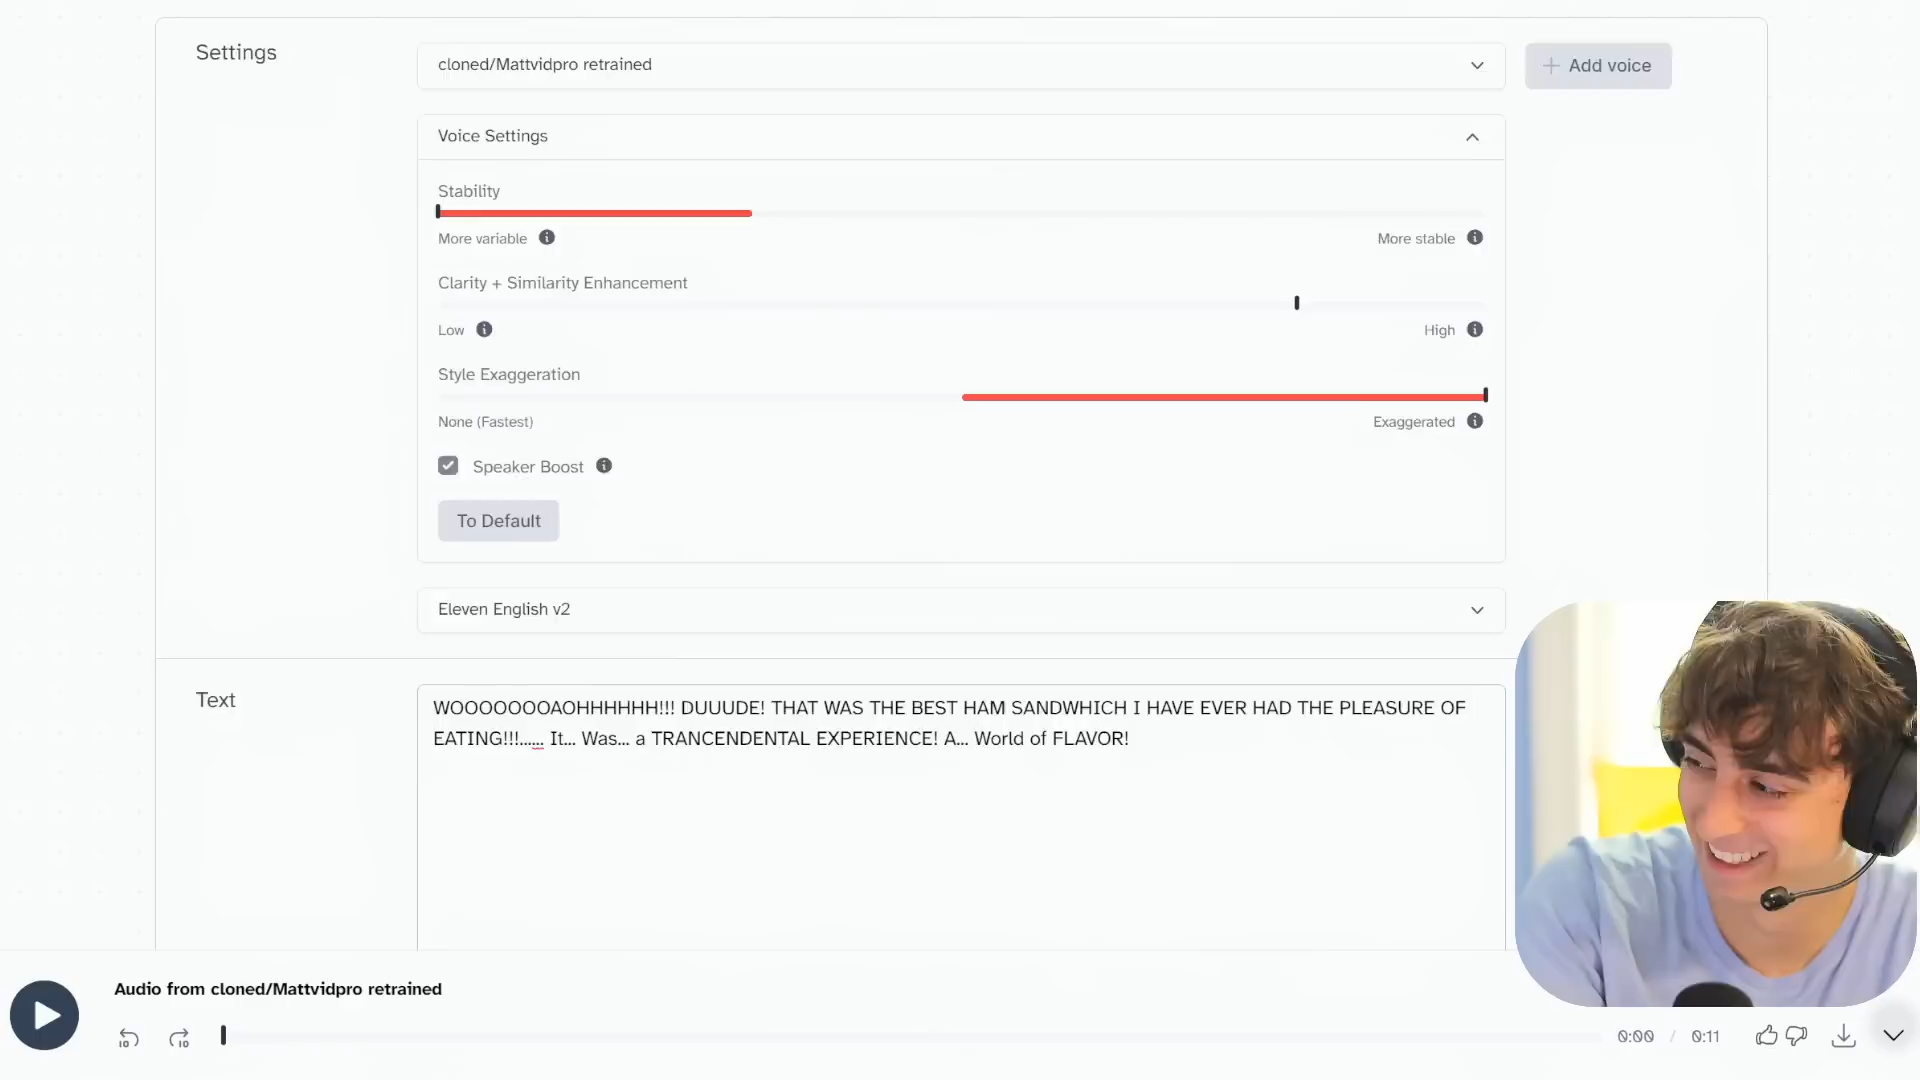 Settings
cloned/Mattvidpro retrained
Add voice
Voice Settings
Stability
More variable
More stable
Clarity + Similarity Enhancement
Low
High
Style Exaggeration
None (Fastest)
Exaggerated
Speaker Boost
To Default
Eleven English v2
Text
WOOOOOOOAOHHHHHH!!! DUUUDE! THAT WAS THE BEST HAM SANDWHICH I HAVE EVER HAD THE PLEASURE OF
EATING!!!...... It... Was... a TRANCENDENTAL EXPERIENCE! A... World of FLAVOR!
Audio from cloned/Mattvidpro retrained
10
10
0:00 / 0:11